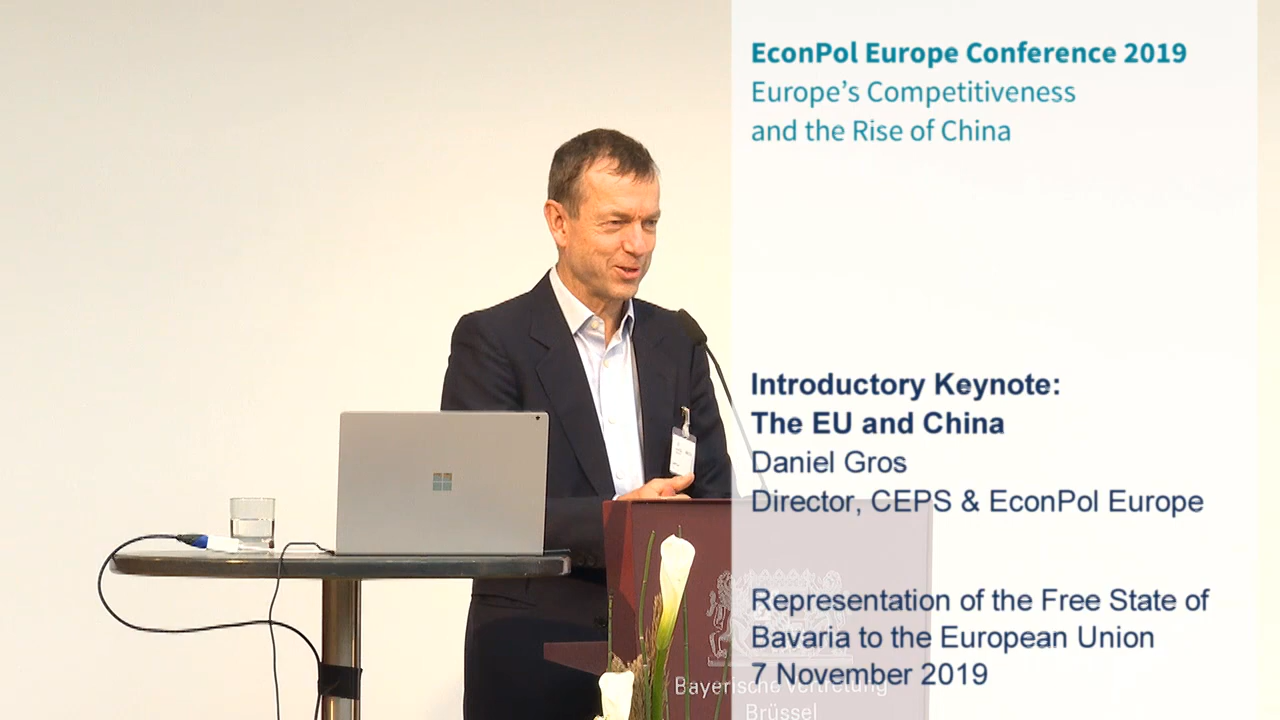 EconPol Europe Conference 2019
Europe's Competitiveness
and the Rise of China
Introductory Keynote:
The EU and China
Daniel Gros
Director, CEPS & EconPol Europe
Representation of the Free State of
Bavaria to the European Union
7 November 2019
Bayerische Vertretung
Brüssel